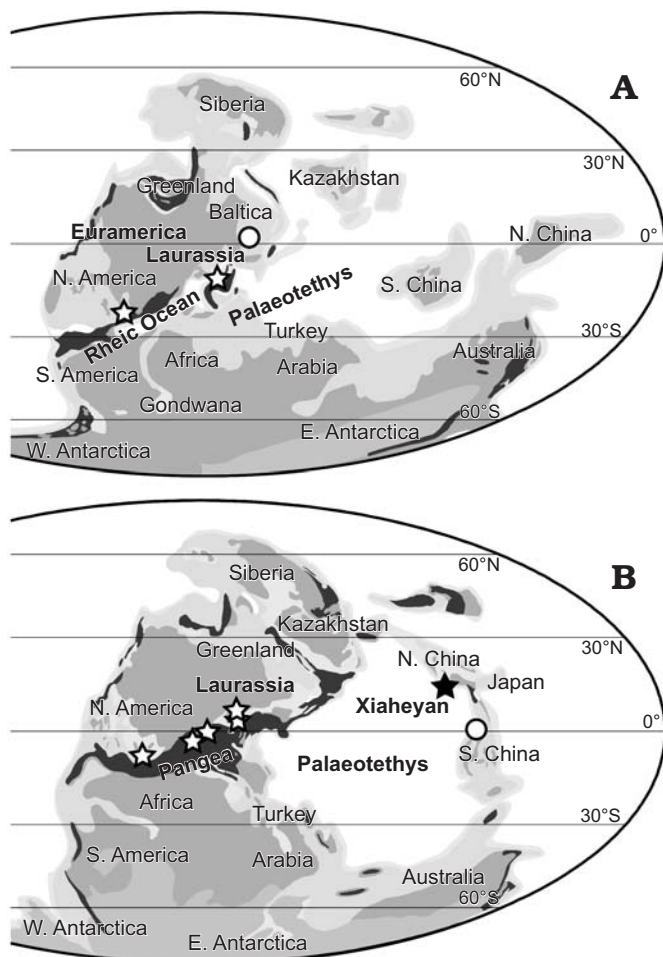 60°N
A
Siberia
30°N
Kazakhstan
Greenland
Baltica
Euramerica
N. China
0°
Laurassia
N. America
S. China
Palaeotethys
Rheic Ocean
Turkey
30°S
Africa
Arabia
Australia
S. America
Gondwana
60°S
E. Antarctica
W. Antarctica
60°N
B
Siberia
Kazakhstan
30°N
Greenland
N. China
Laurassia
Japan
Xiaheyan
N. America
0°
S. China
Pangea
Palaeotethys
Africa
Turkey
30°S
S. America
Arabia
Australia
60°S
W. Antarctica
E. Antarctica